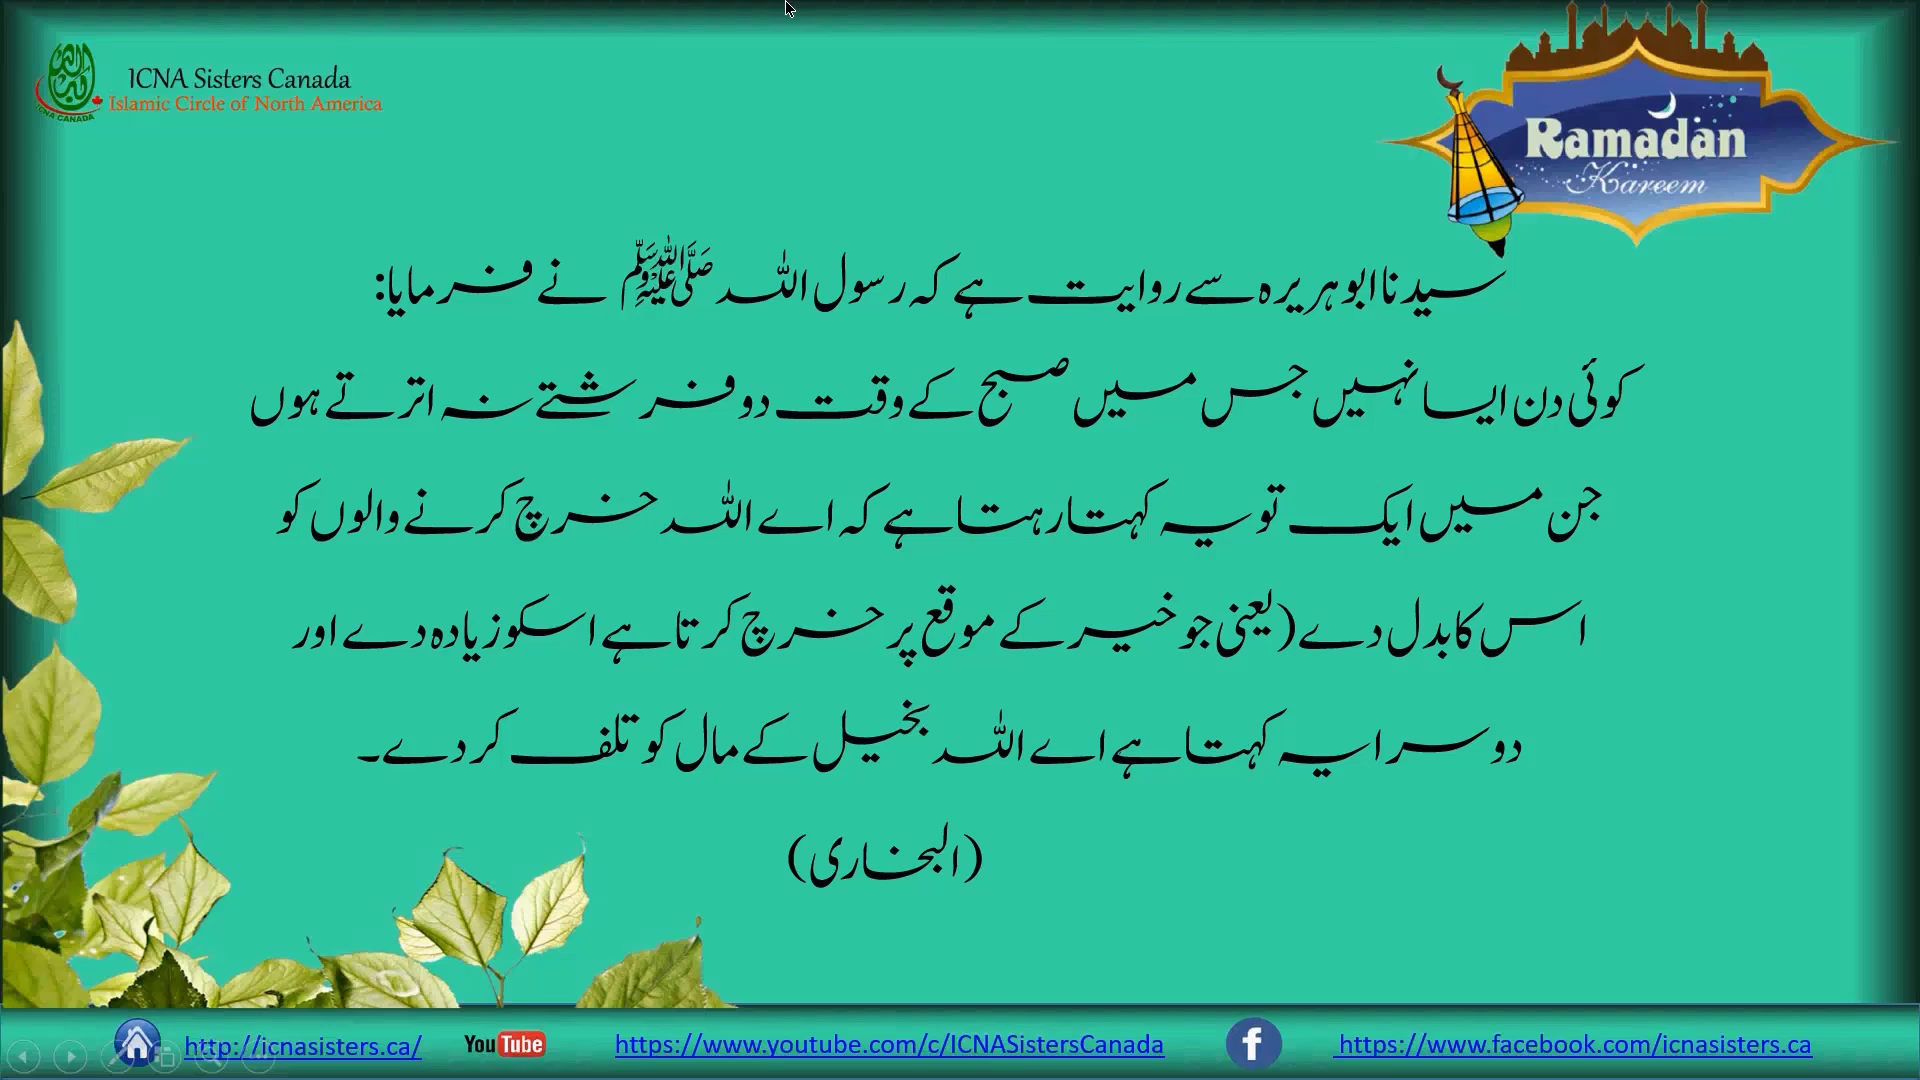 ICNA Sisters Canada
Islamic Circle of North America
ICNA CANADA
Ramadan
Kareem
سیدنا ابو ہریرہ سے روایت ہے کہ رسول اللہ ﷺ نے فرمایا:
کوئی دن ایسا نہیں جس میں صبح کے وقت دو فرشتے نہ اترتے ہوں
جن میں ایک تو یہ کہتا رہتا ہے کہ اے اللہ خرچ کرنے والوں کو
اس کا بدل دے (یعنی جو خیر کے موقع پر خرچ کرتا ہے اسکو زیادہ دے اور
دوسرا یہ کہتا ہے اے اللہ بخیل کے مال کو تلف کر دے۔
(البخاری)
http://icnasisters.ca/
YouTube
https://www.youtube.com/c/ICNASistersCanada
f
https://www.facebook.com/icnasisters.ca